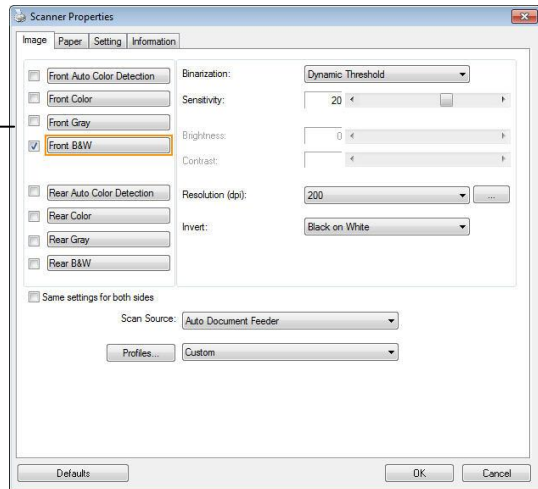 Scanner Properties
Image Paper Setting Information
Front Auto Color Detection
Front Color
Front Gray
Front B&W
Rear Auto Color Detection
Rear Color
Rear Gray
Rear B&W
Binarization: Dynamic Threshold
Sensitivity: 20
Brightness: 0
Contrast:
Resolution (dpi): 200 ...
Invert: Black on White
Same settings for both sides
Scan Source: Auto Document Feeder
Profiles... Custom
Defaults OK Cancel